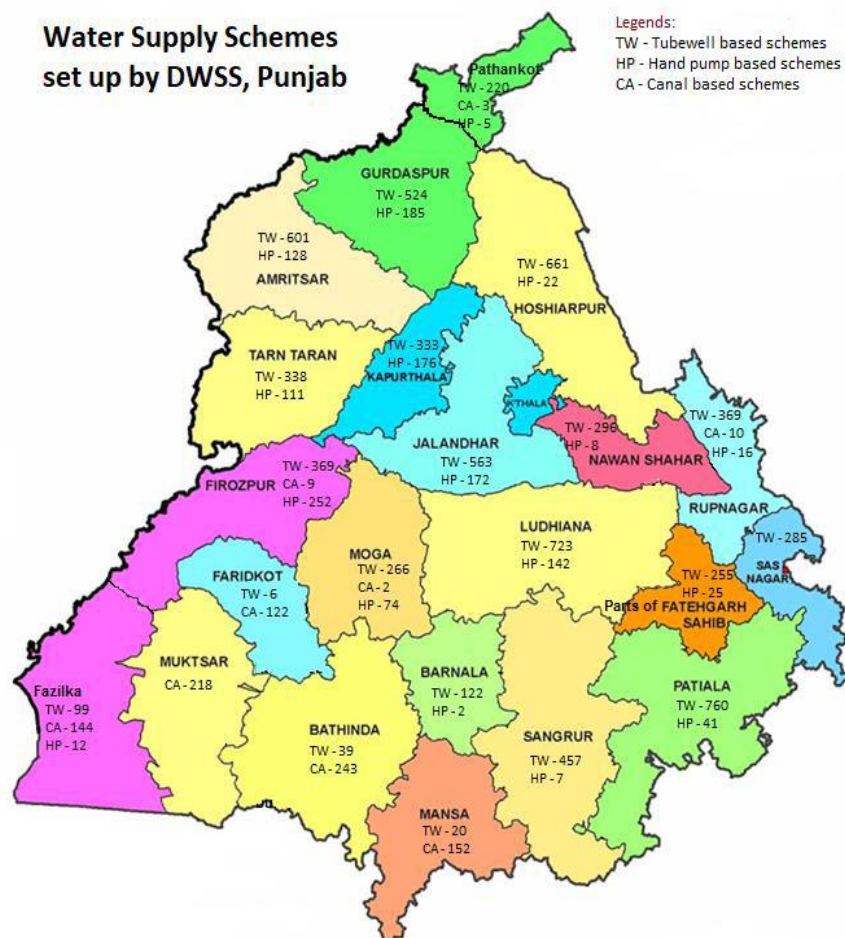 Water Supply Schemes
set up by DWSS, Punjab
Legends:
TW - Tubewell based schemes
HP - Hand pump based schemes
CA - Canal based schemes
Pathankot
TW - 220
CA - 3
HP - 5
GURDASPUR
TW - 524
HP - 185
TW - 601
HP - 128
AMRITSAR
TW - 661
HP - 22
HOSHIARPUR
TARN TARAN
TW - 338
HP - 111
TW - 333
HP - 176
KAPURTHALA
K'THALA
JALANDHAR
TW - 563
HP - 172
TW - 296
HP - 8
NAWAN SHAHAR
TW - 369
CA - 10
HP - 16
RUPNAGAR
TW - 369
CA - 9
HP - 252
FIROZPUR
MOGA
TW - 266
CA - 2
HP - 74
LUDHIANA
TW - 723
HP - 142
TW - 285
SAS
NAGAR
TW - 255
HP - 25
Parts of FATEHGARH
SAHIB
FARIDKOT
TW - 6
CA - 122
MUKTSAR
CA - 218
Fazilka
TW - 99
CA - 144
HP - 12
BATHINDA
TW - 39
CA - 243
BARNALA
TW - 122
HP - 2
SANGRUR
TW - 457
HP - 7
PATIALA
TW - 760
HP - 41
MANSA
TW - 20
CA - 152